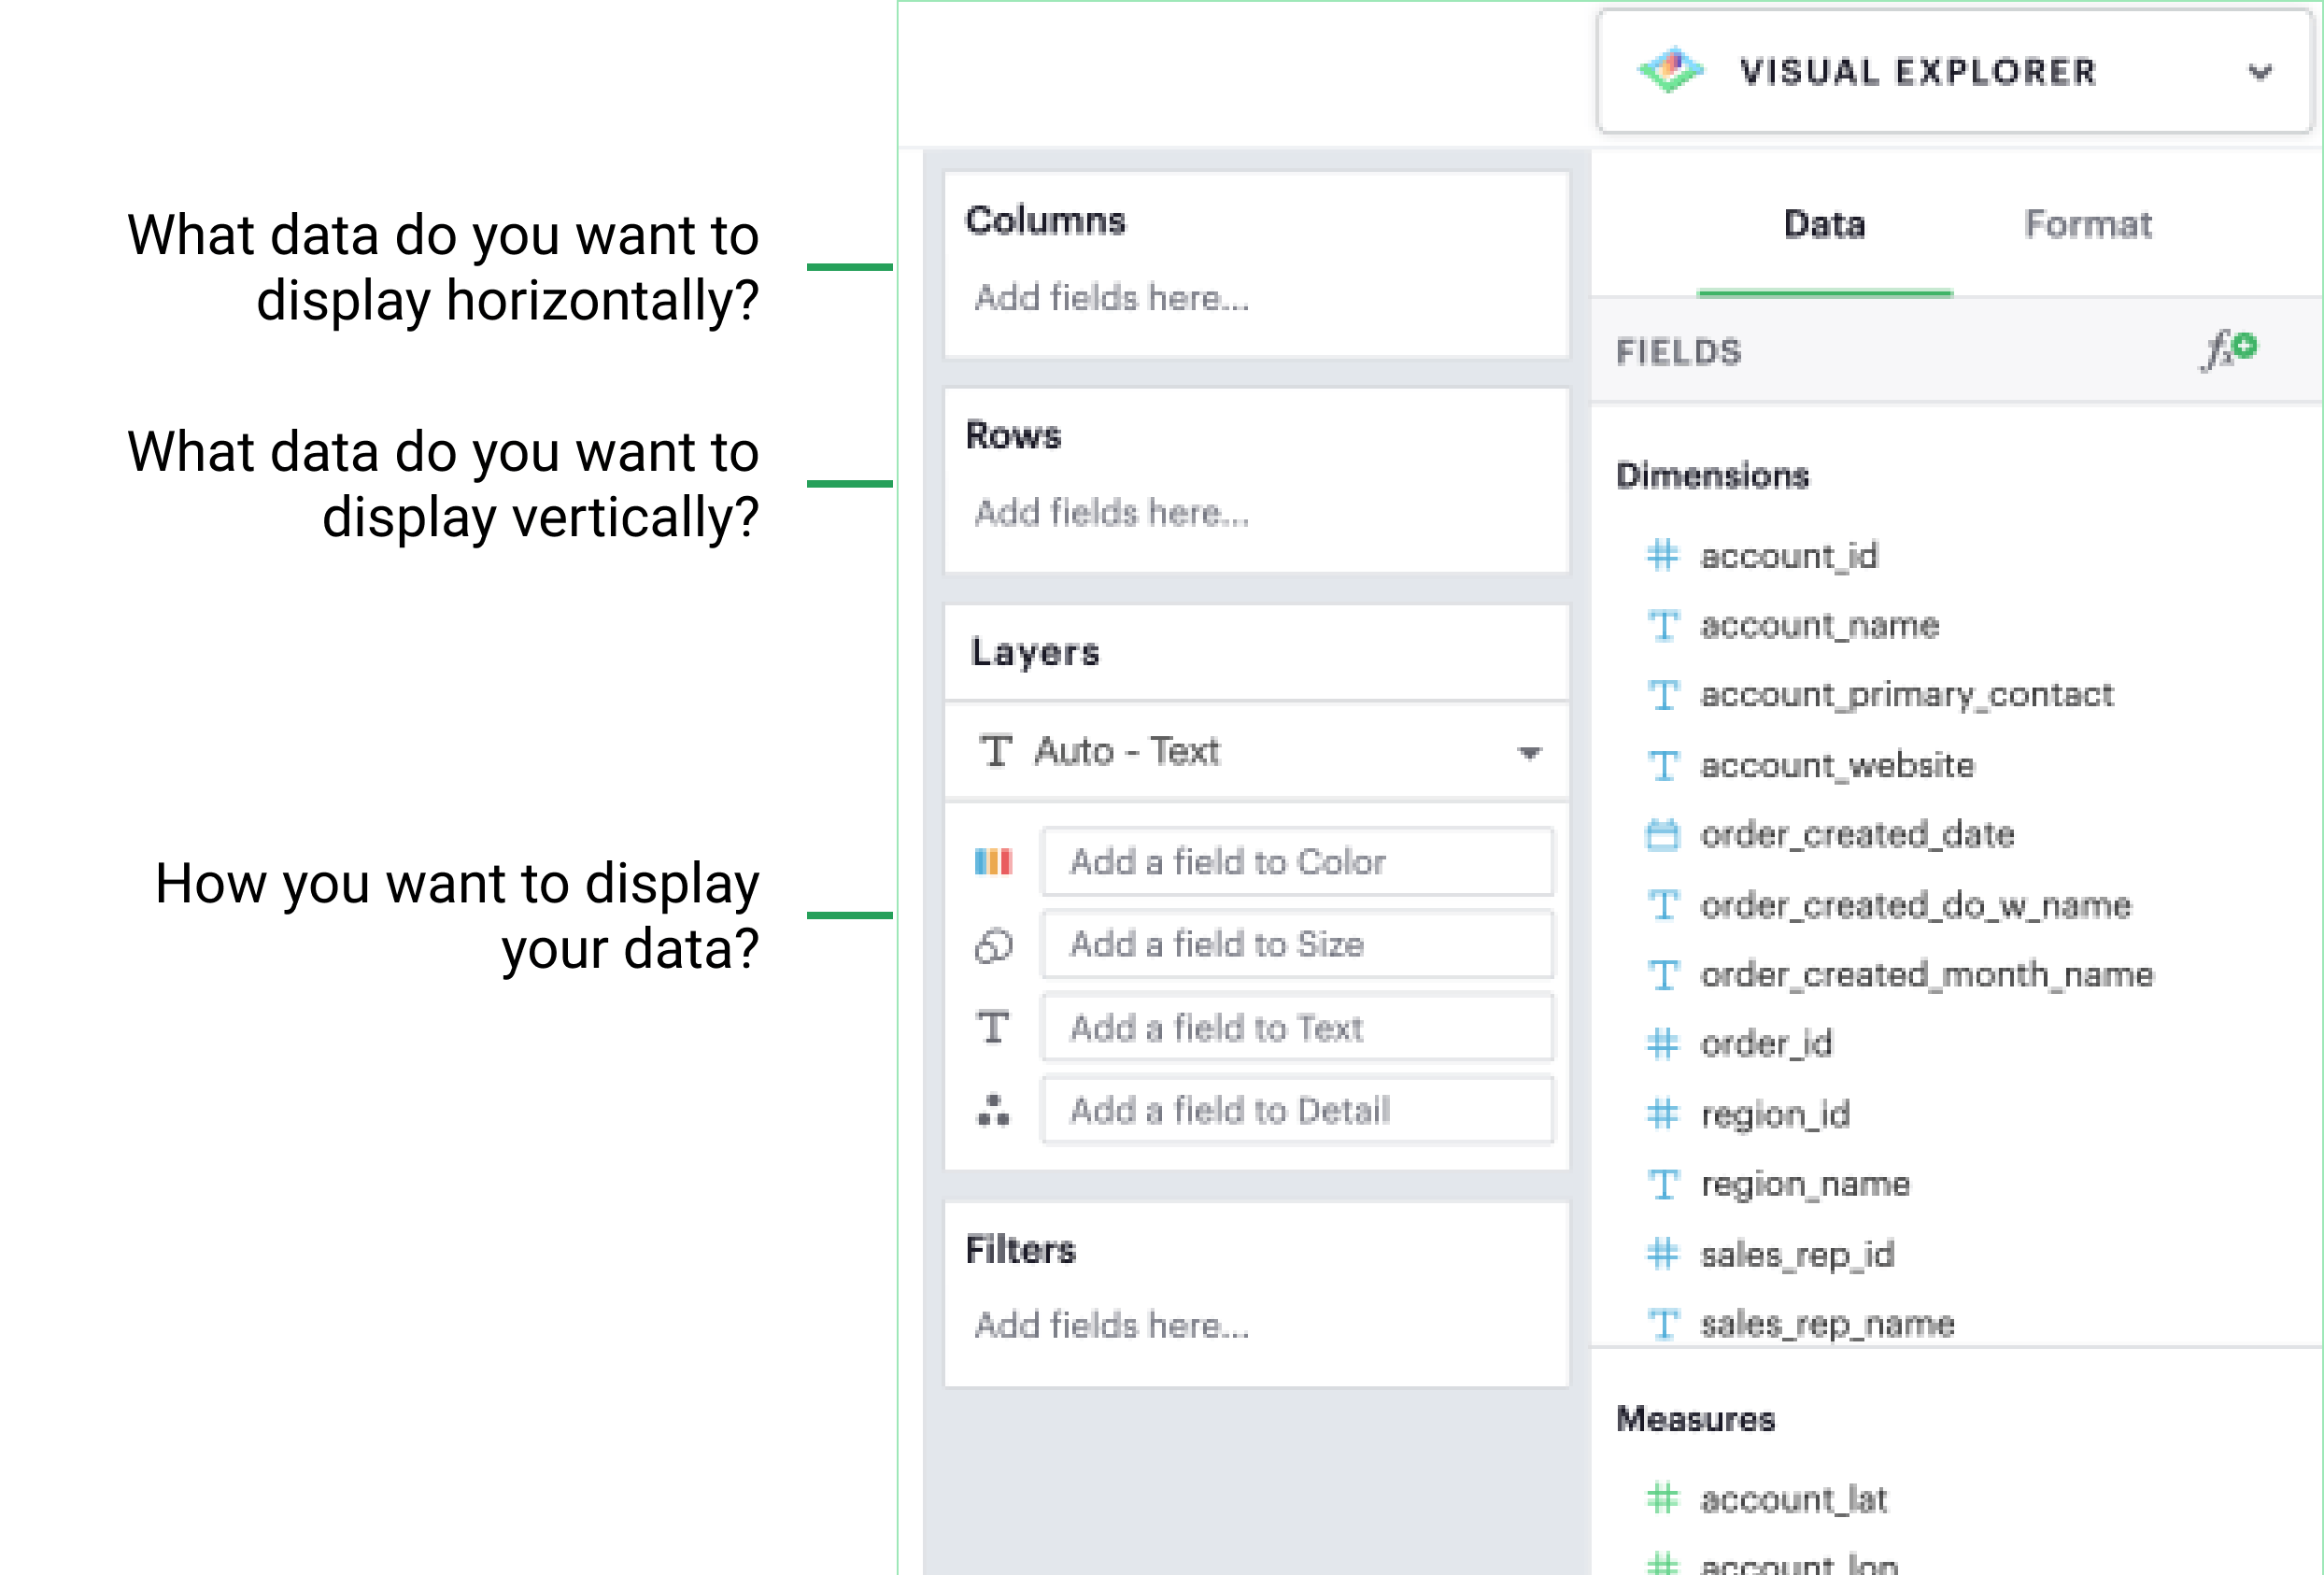 What data do you want to
display horizontally?
What data do you want to
display vertically?
How you want to display
your data?
Columns
Add fields here...
Rows
Add fields here...
Layers
Auto - Text
Add a field to Color
Add a field to Size
Add a field to Text
Add a field to Detail
Filters
Add fields here...
VISUAL EXPLORER
Data Format
FIELDS
Dimensions
account_id
account_name
account_primary_contact
account_website
order_created_date
order_created_do_w_name
order_created_month_name
order_id
region_id
region_name
sales_rep_id
sales_rep_name
Measures
account_lat
account_lon